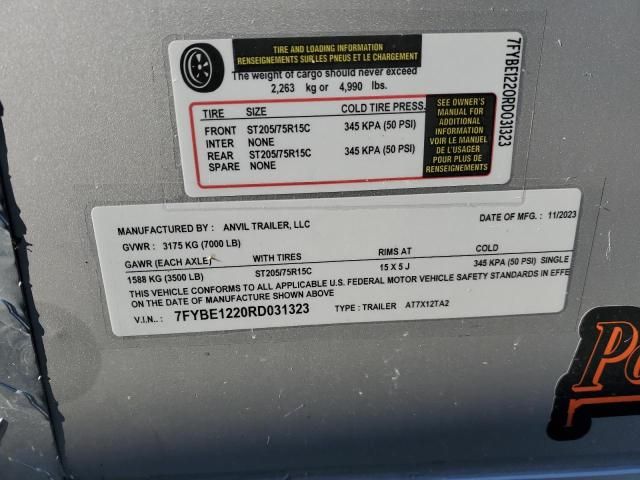 TIRE AND LOADING INFORMATION
RENSEIGNEMENTS SUR LES PNEUS ET LE CHARGEMENT
The weight of cargo should never exceed
2,263 kg or 4,990 lbs.
TIRE SIZE COLD TIRE PRESS.
FRONT ST205/75R15C 345 KPA (50 PSI)
INTER NONE
REAR ST205/75R15C 345 KPA (50 PSI)
SPARE NONE
SEE OWNER'S
MANUAL FOR
ADDITIONAL
INFORMATION
VOIR LE MANUEL
DE L'USAGER
POUR PLUS DE
RENSEIGNEMENTS
7FYBE1220RD031323
MANUFACTURED BY : ANVIL TRAILER, LLC DATE OF MFG. : 11/2023
GVWR : 3175 KG (7000 LB)
GAWR (EACH AXLE) WITH TIRES RIMS AT COLD
1588 KG (3500 LB) ST205/75R15C 15 X 5 J 345 KPA (50 PSI) SINGLE
THIS VEHICLE CONFORMS TO ALL APPLICABLE U.S. FEDERAL MOTOR VEHICLE SAFETY STANDARDS IN EFFE
DATE OF MANUFACTURE SHOWN ABOVE
V.I.N.: 7FYBE1220RD031323 TYPE : TRAILER AT7X12TA2